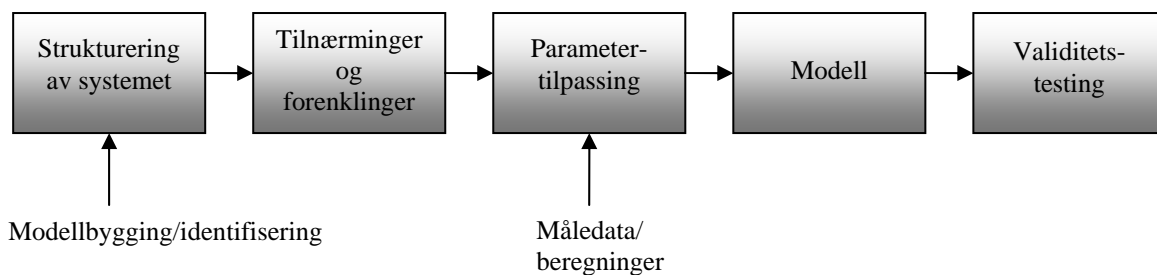 Strukturering
av systemet
Tilnærminger
og
forenklinger
Parameter-
tilpassing
Modell
Validitets-
testing
Modellbygging/identifisering
Måledata/
beregninger